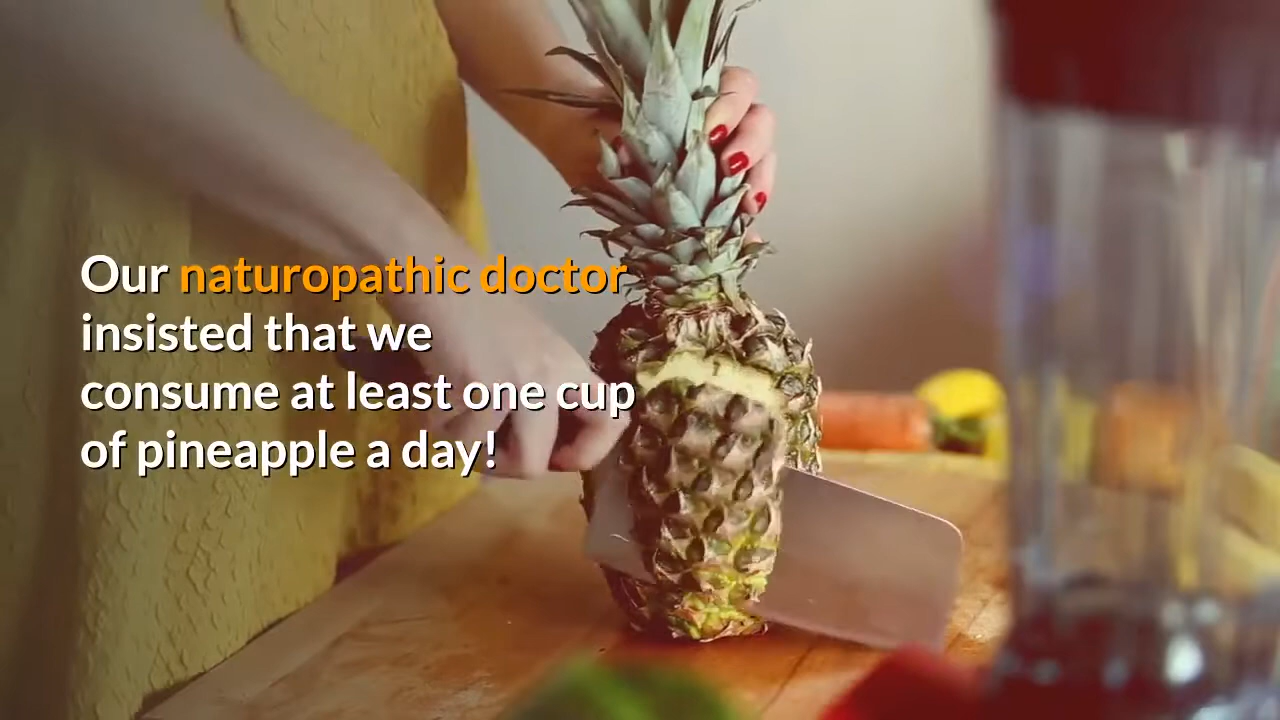 Our naturopathic doctor
insisted that we
consume at least one cup
of pineapple a day!